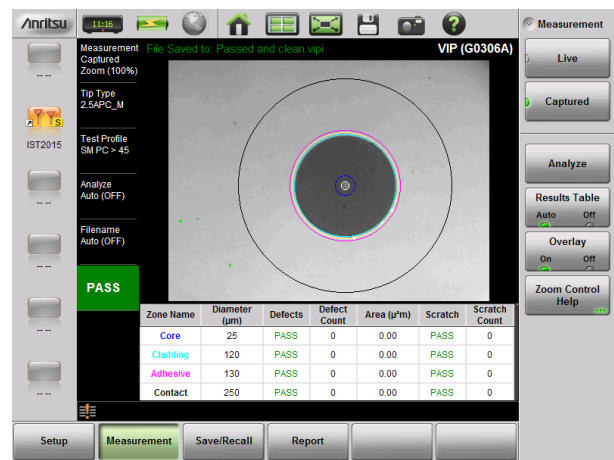 Anritsu
11:16
File Saved to: Passed and clean.vipi
VIP (G0306A)
Measurement
Captured
Zoom (100%)
Tip Type
2.5APC_M
Test Profile
SM PC > 45
Analyze
Auto (OFF)
Filename
Auto (OFF)
PASS
-- --
S
IST2015
-- --
-- --
-- --
-- --
Zone Name Diameter (µm) Defects Defect Count Area (µ²m) Scratch Scratch Count
Core 25 PASS 0 0.00 PASS 0
Cladding 120 PASS 0 0.00 PASS 0
Adhesive 130 PASS 0 0.00 PASS 0
Contact 250 PASS 0 0.00 PASS 0
Measurement
Live
Captured
Analyze
Results Table
Auto Off
Overlay
On Off
Zoom Control
Help
Setup Measurement Save/Recall Report